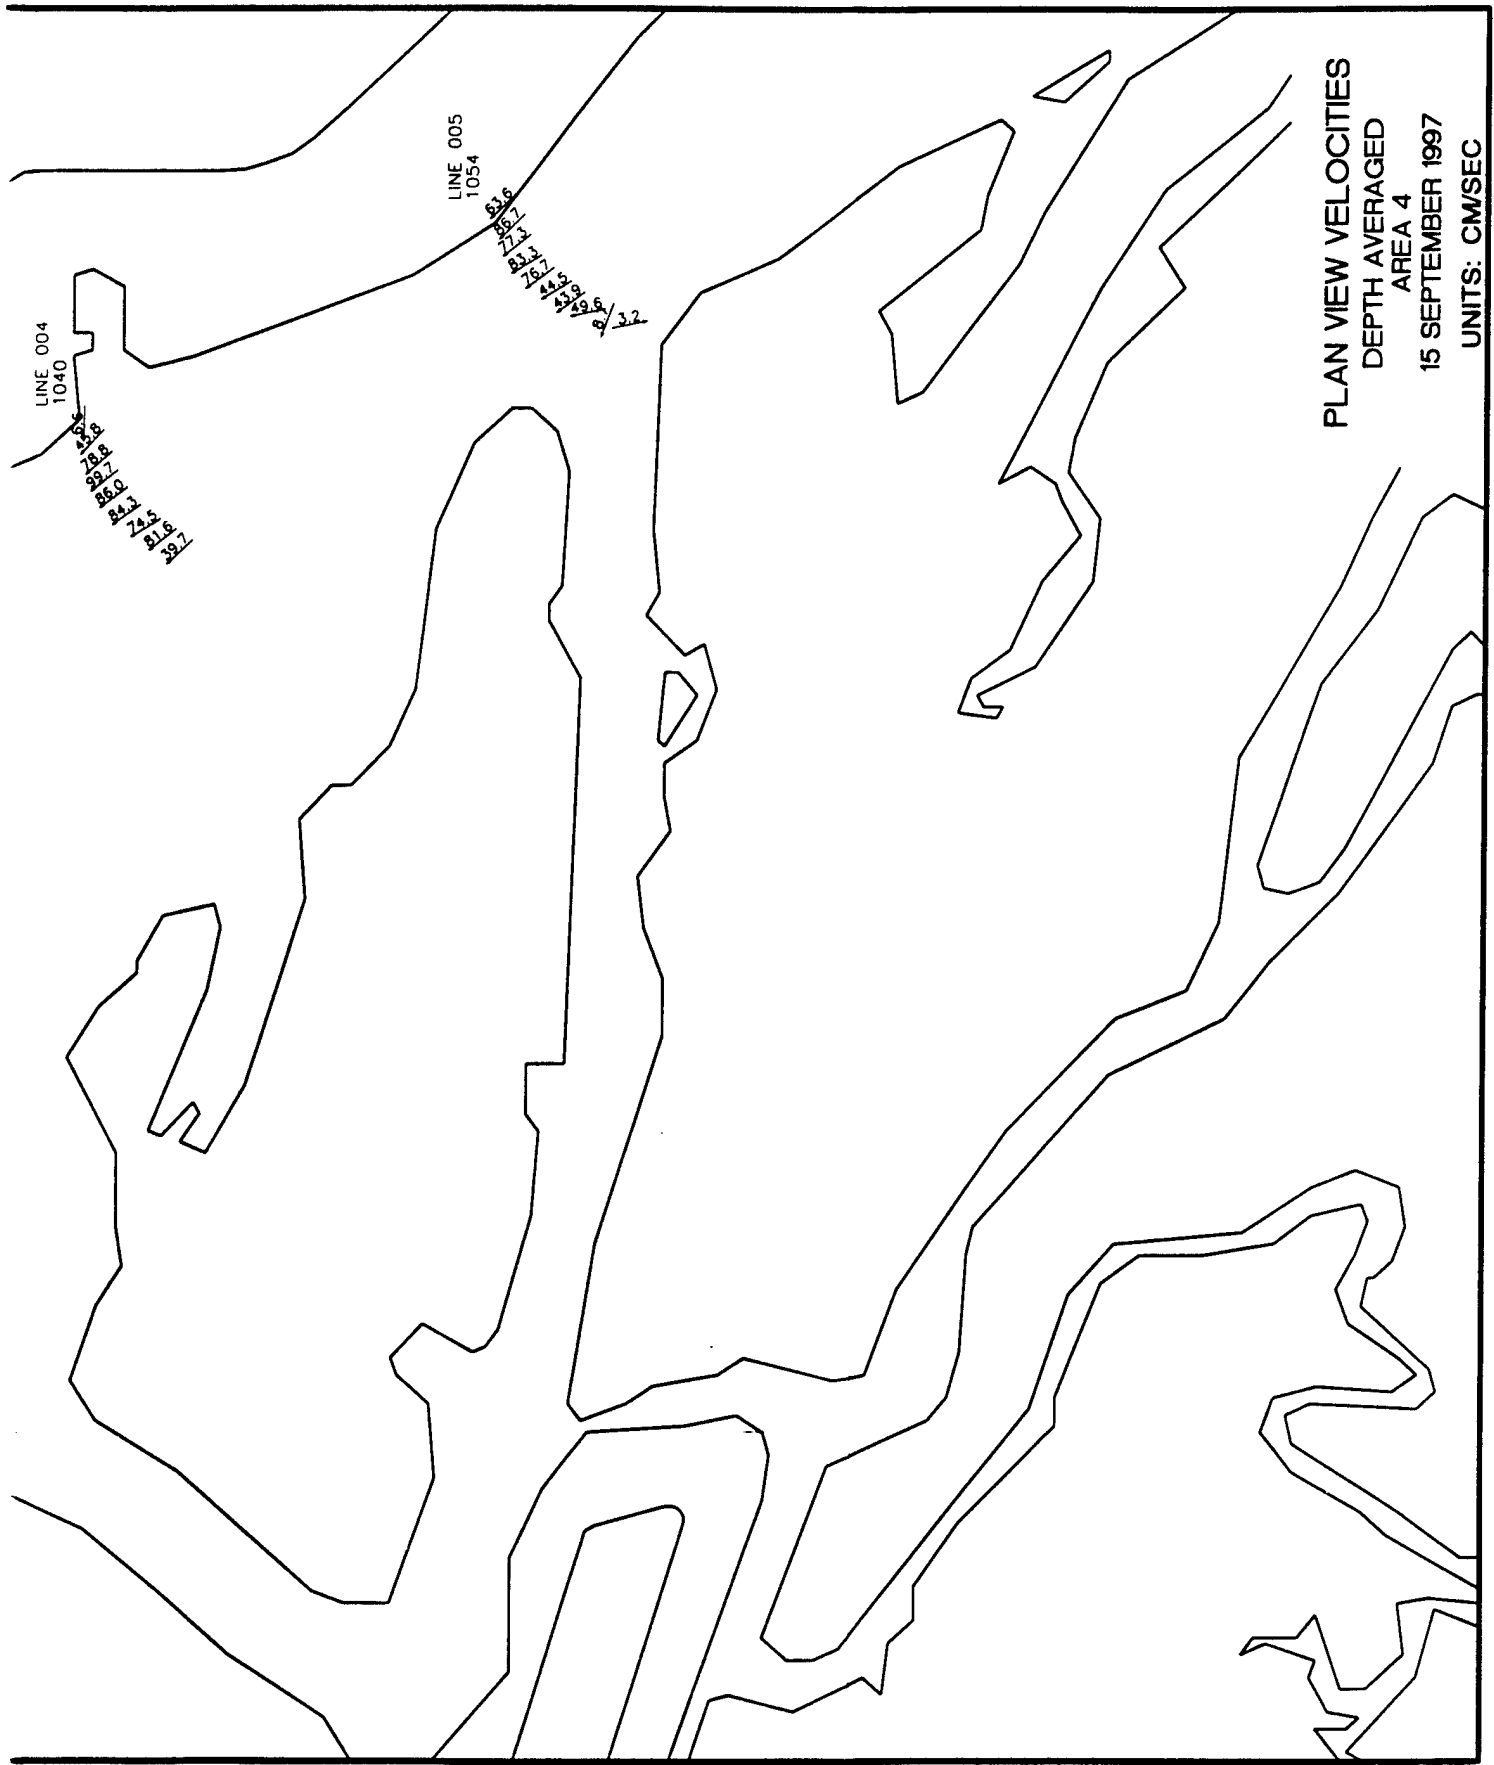 LINE 004
1040
45.8
78.8
99.7
86.0
84.3
74.5
81.6
39.7
LINE 005
1054
63.6
86.7
77.3
83.3
76.7
44.5
43.9
49.6
3.2
PLAN VIEW VELOCITIES
DEPTH AVERAGED
AREA 4
15 SEPTEMBER 1997
UNITS: CM/SEC